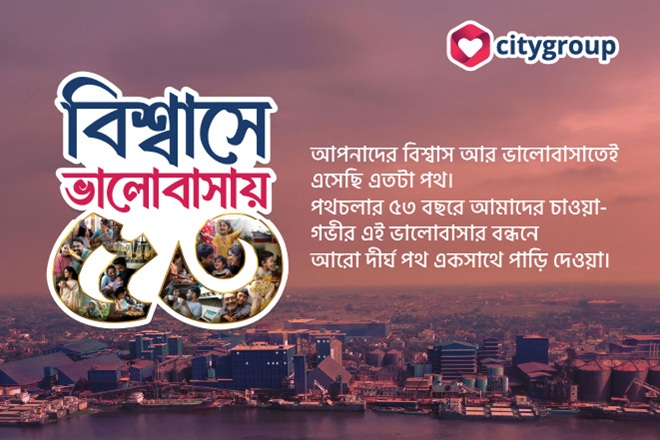 citygroup
বিশ্বাসে
ভালোবাসায়
৫৩
আপনাদের বিশ্বাস আর ভালোবাসাতেই
এসেছি এতটা পথ।
পথচলার ৫৩ বছরে আমাদের চাওয়া-
গভীর এই ভালোবাসার বন্ধনে
আরো দীর্ঘ পথ একসাথে পাড়ি দেওয়া।